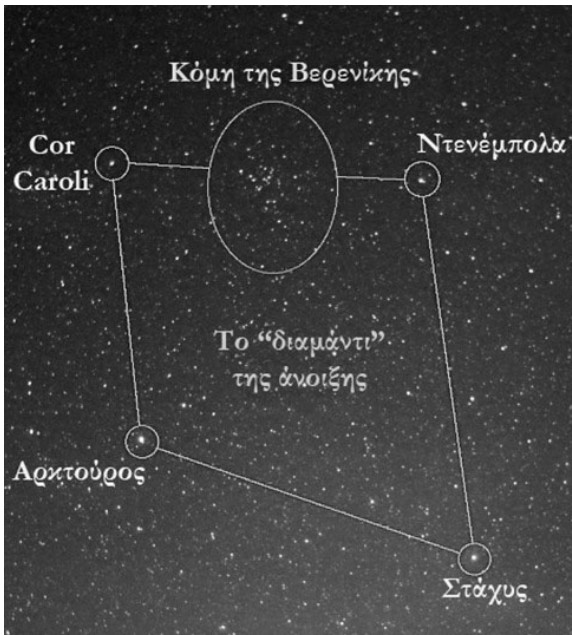 Κόμη της Βερενίκης
Cor
Caroli
Ντενέμπολα
Το “διαμάντι”
της άνοιξης
Αρκτούρος
Στάχυς